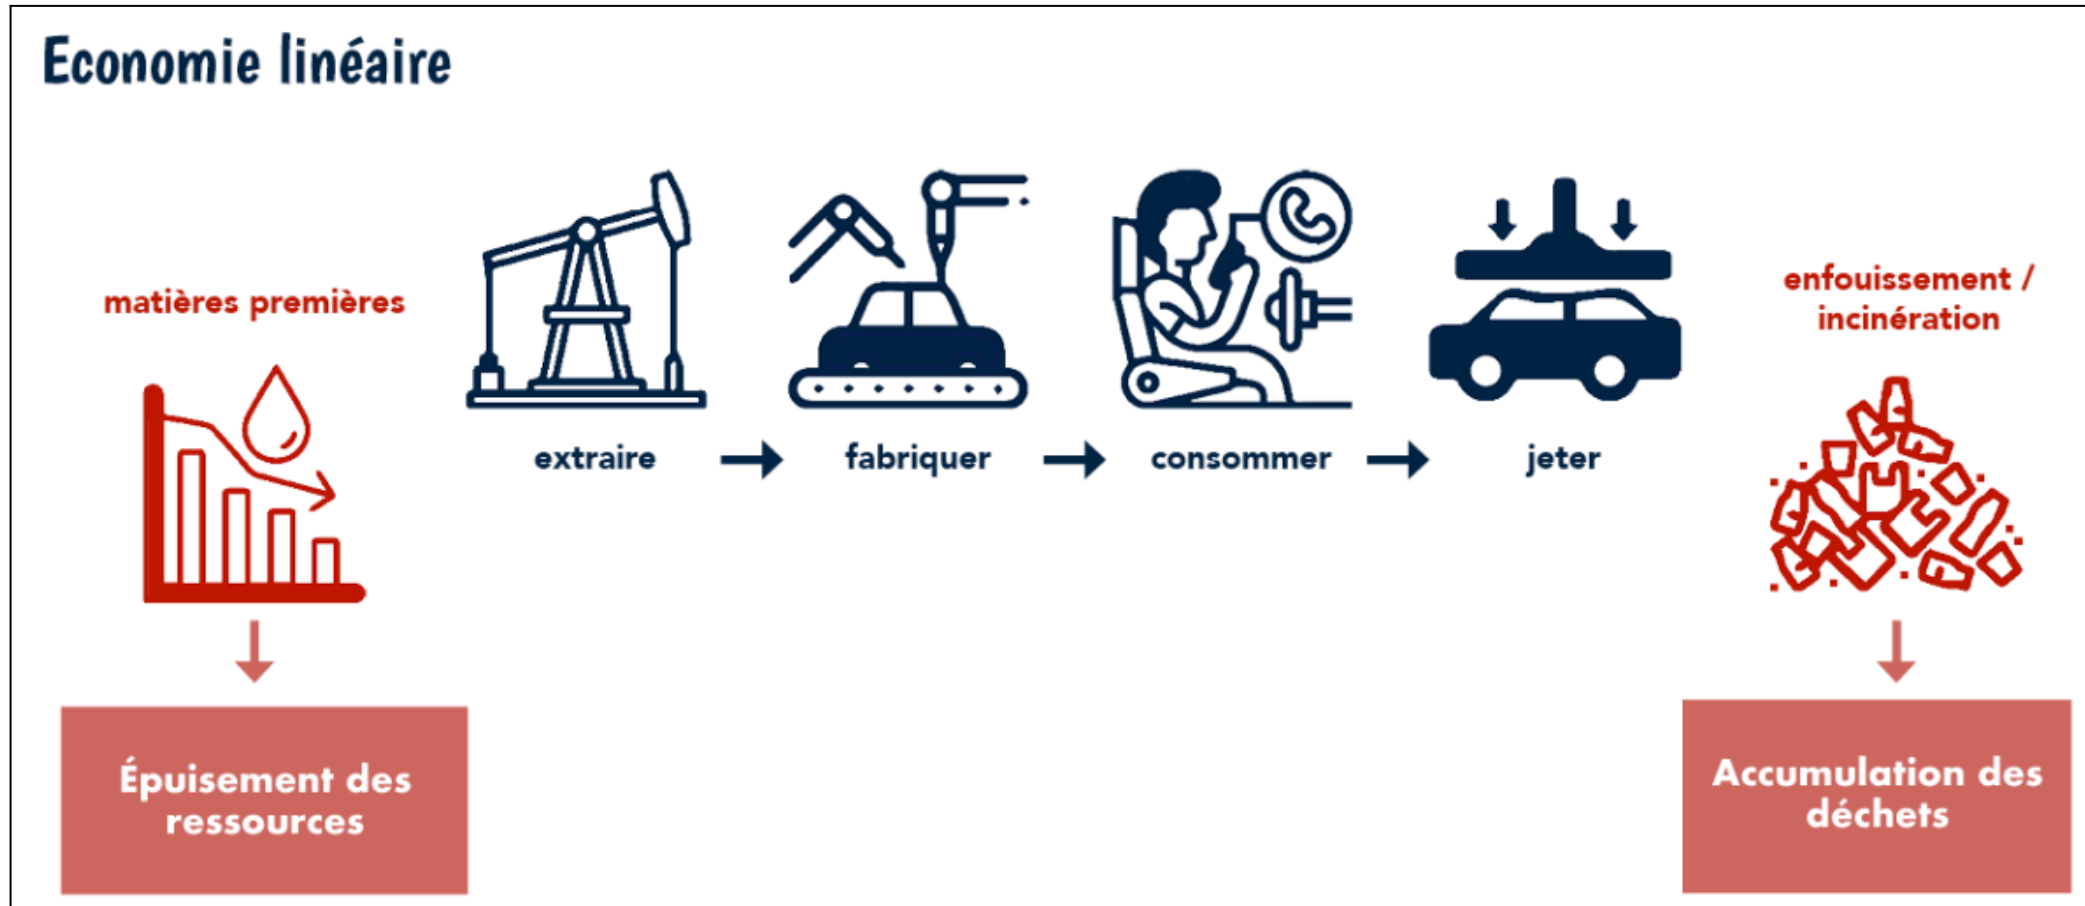 Economie linéaire
matières premières
extraire
fabriquer
consommer
jeter
enfouissement /
incinération
Épuisement des
ressources
Accumulation des
déchets